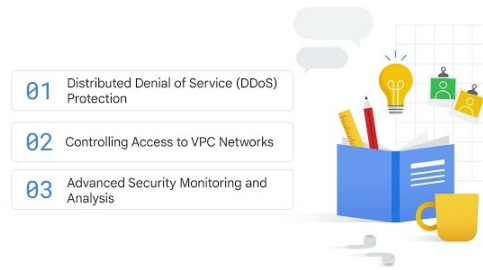 01
Distributed Denial of Service (DDoS)
Protection
02
Controlling Access to VPC Networks
03
Advanced Security Monitoring and
Analysis